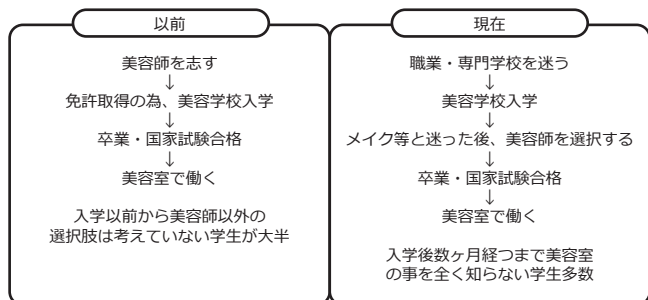 以前
美容師を志す
↓
免許取得の為、美容学校入学
↓
卒業・国家試験合格
↓
美容室で働く
入学以前から美容師以外の
選択肢は考えていない学生が大半
現在
職業・専門学校を迷う
↓
美容学校入学
↓
メイク等と迷った後、美容師を選択する
↓
卒業・国家試験合格
↓
美容室で働く
入学後数ヶ月経つまで美容室
の事を全く知らない学生多数